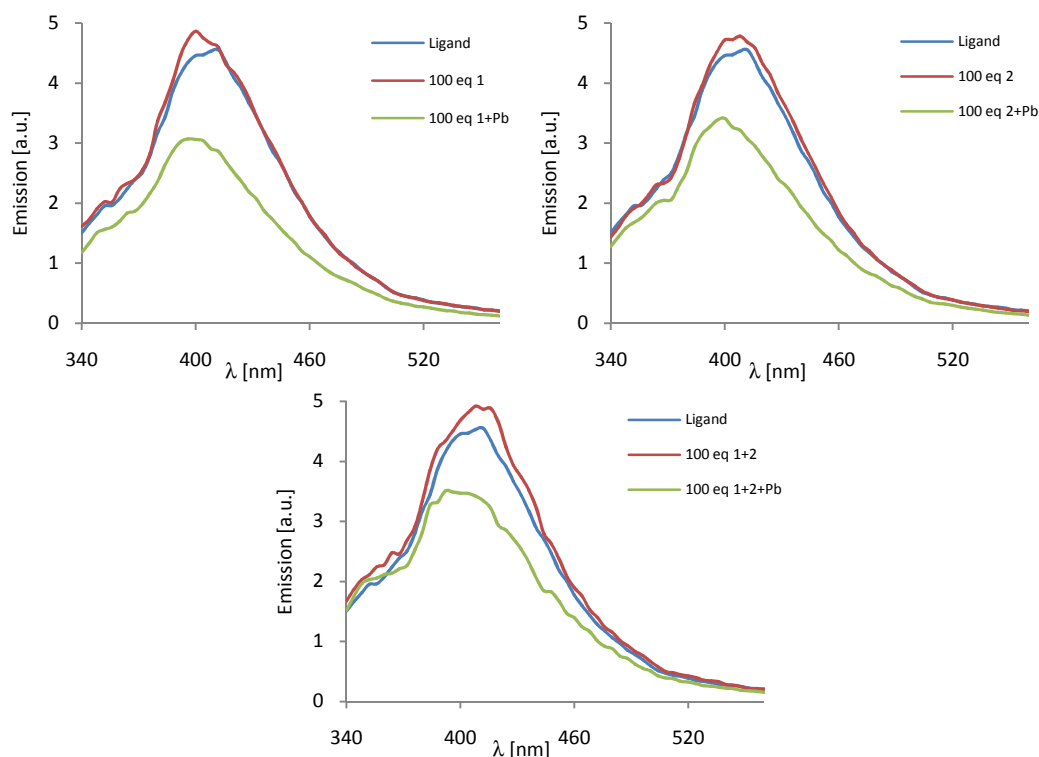 5
4
3
2
1
0
Emission [a.u.]
340
400
460
520
λ [nm]
Ligand
100 eq 1
100 eq 1+Pb
5
4
3
2
1
0
Emission [a.u.]
340
400
460
520
λ [nm]
Ligand
100 eq 2
100 eq 2+Pb
5
4
3
2
1
0
Emission [a.u.]
340
400
460
520
λ [nm]
Ligand
100 eq 1+2
100 eq 1+2+Pb